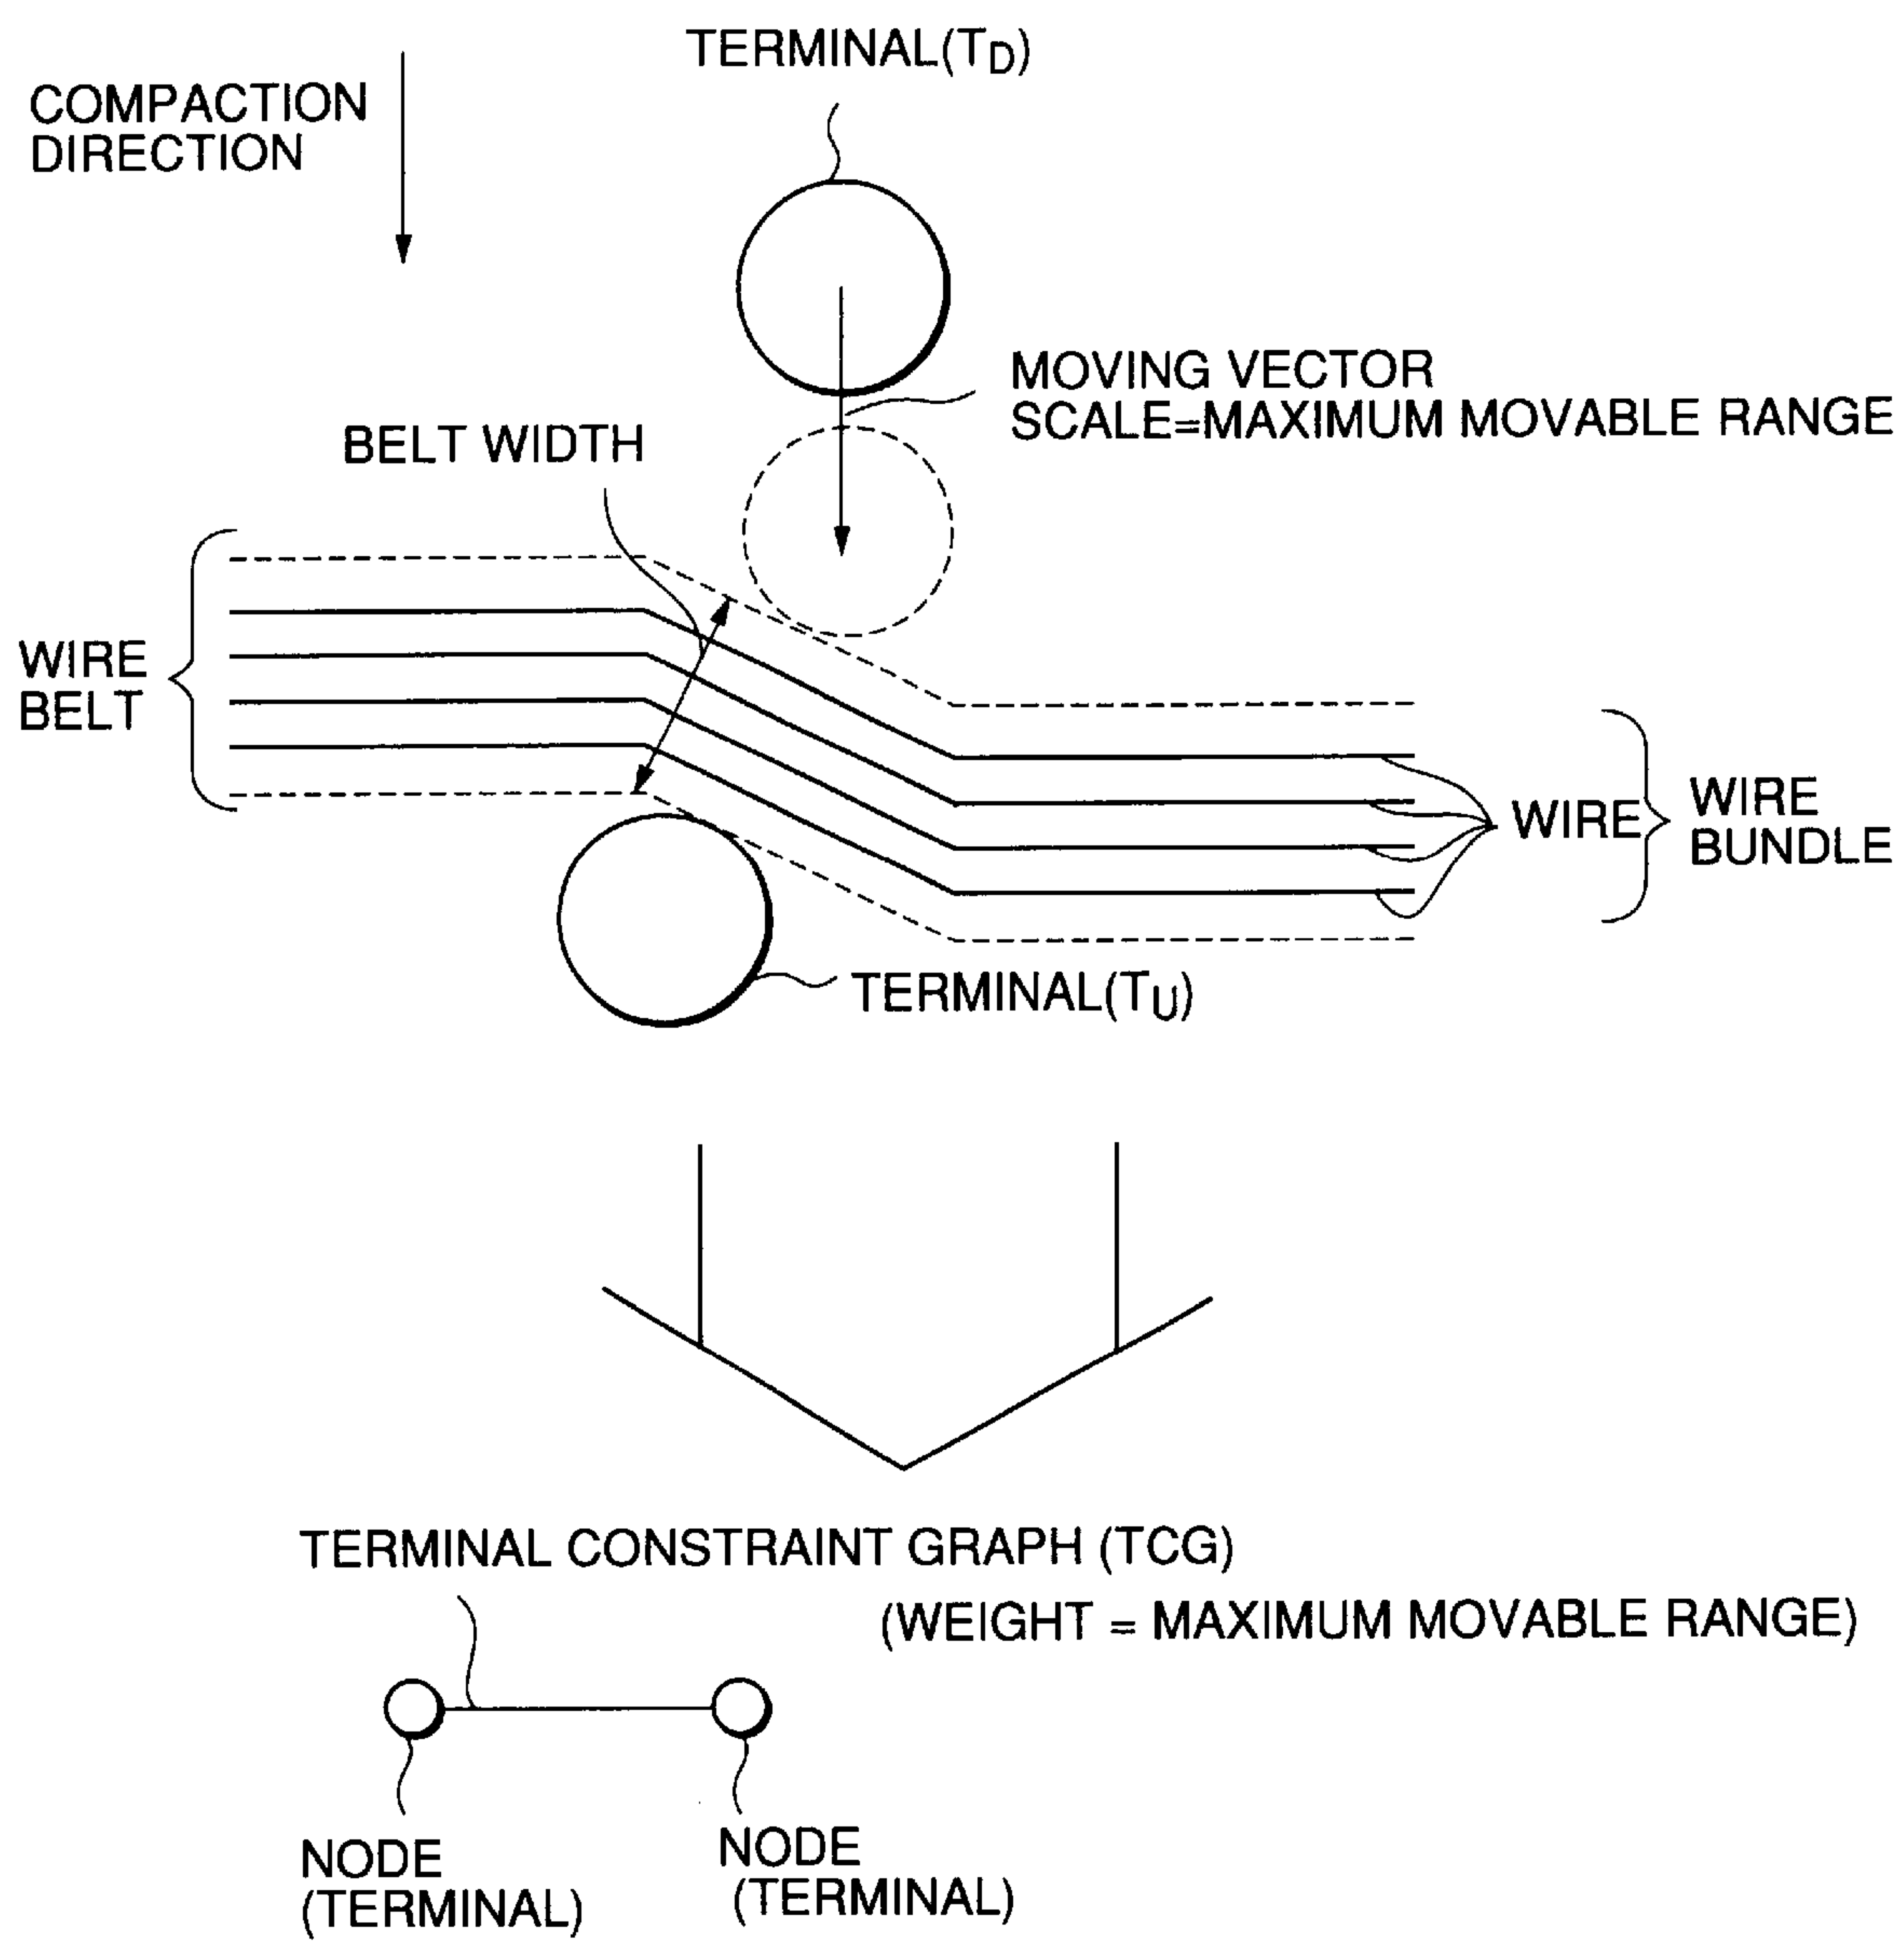 TERMINAL(TD)
COMPACTION
DIRECTION
MOVING VECTOR
SCALE=MAXIMUM MOVABLE RANGE
BELT WIDTH
WIRE
BELT
WIRE
WIRE
BUNDLE
TERMINAL(TU)
TERMINAL CONSTRAINT GRAPH (TCG)
(WEIGHT = MAXIMUM MOVABLE RANGE)
NODE
(TERMINAL)
NODE
(TERMINAL)